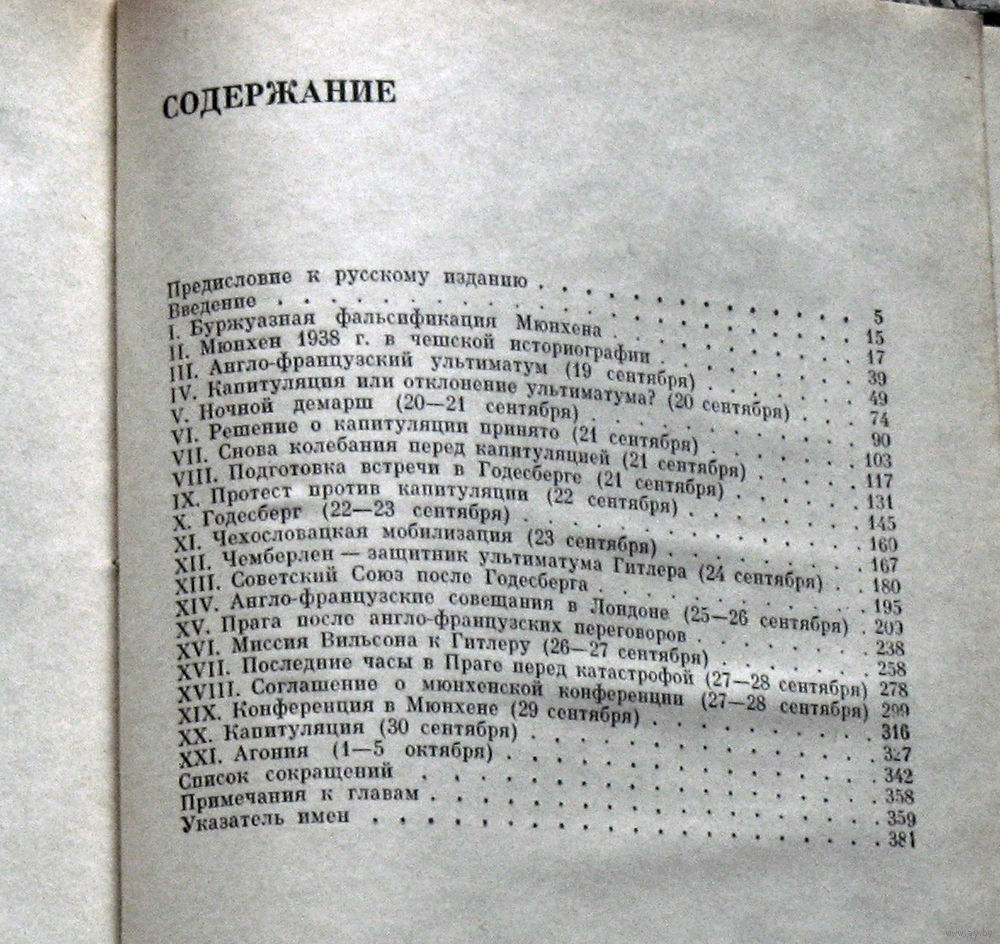 СОДЕРЖАНИЕ
Предисловие к русскому изданию . . . . . . . . . . . . . 5
Введение . . . . . . . . . . . . . . . . . . . . 15
I. Буржуазная фальсификация Мюнхена . . . . . . . . . . 17
II. Мюнхен 1938 г. в чешской историографии . . . . . . . . 39
III. Англо-французский ультиматум (19 сентября) . . . . . . 49
IV. Капитуляция или отклонение ультиматума? (20 сентября) . . 74
V. Ночной демарш (20—21 сентября) . . . . . . . . . . 90
VI. Решение о капитуляции принято (21 сентября) . . . . . . 103
VII. Снова колебания перед капитуляцией (21 сентября) . . . . 117
VIII. Подготовка встречи в Годесберге (21 сентября) . . . . . 131
IX. Протест против капитуляции (22 сентября) . . . . . . . 145
X. Годесберг (22—23 сентября) . . . . . . . . . . . . 160
XI. Чехословацкая мобилизация (23 сентября) . . . . . . . 167
XII. Чемберлен — защитник ультиматума Гитлера (24 сентября) . . 180
XIII. Советский Союз после Годесберга . . . . . . . . . . 195
XIV. Англо-французские совещания в Лондоне (25—26 сентября) . 209
XV. Прага после англо-французских переговоров . . . . . . . 238
XVI. Миссия Вильсона к Гитлеру (26—27 сентября) . . . . . . 258
XVII. Последние часы в Праге перед катастрофой (27—28 сентября) 278
XVIII. Соглашение о мюнхенской конференции (27—28 сентября) 299
XIX. Конференция в Мюнхене (29 сентября) . . . . . . . . 316
XX. Капитуляция (30 сентября) . . . . . . . . . . . . 327
XXI. Агония (1—5 октября) . . . . . . . . . . . . . 342
Список сокращений . . . . . . . . . . . . . . . . 358
Примечания к главам . . . . . . . . . . . . . . . 359
Указатель имен . . . . . . . . . . . . . . . . . 381